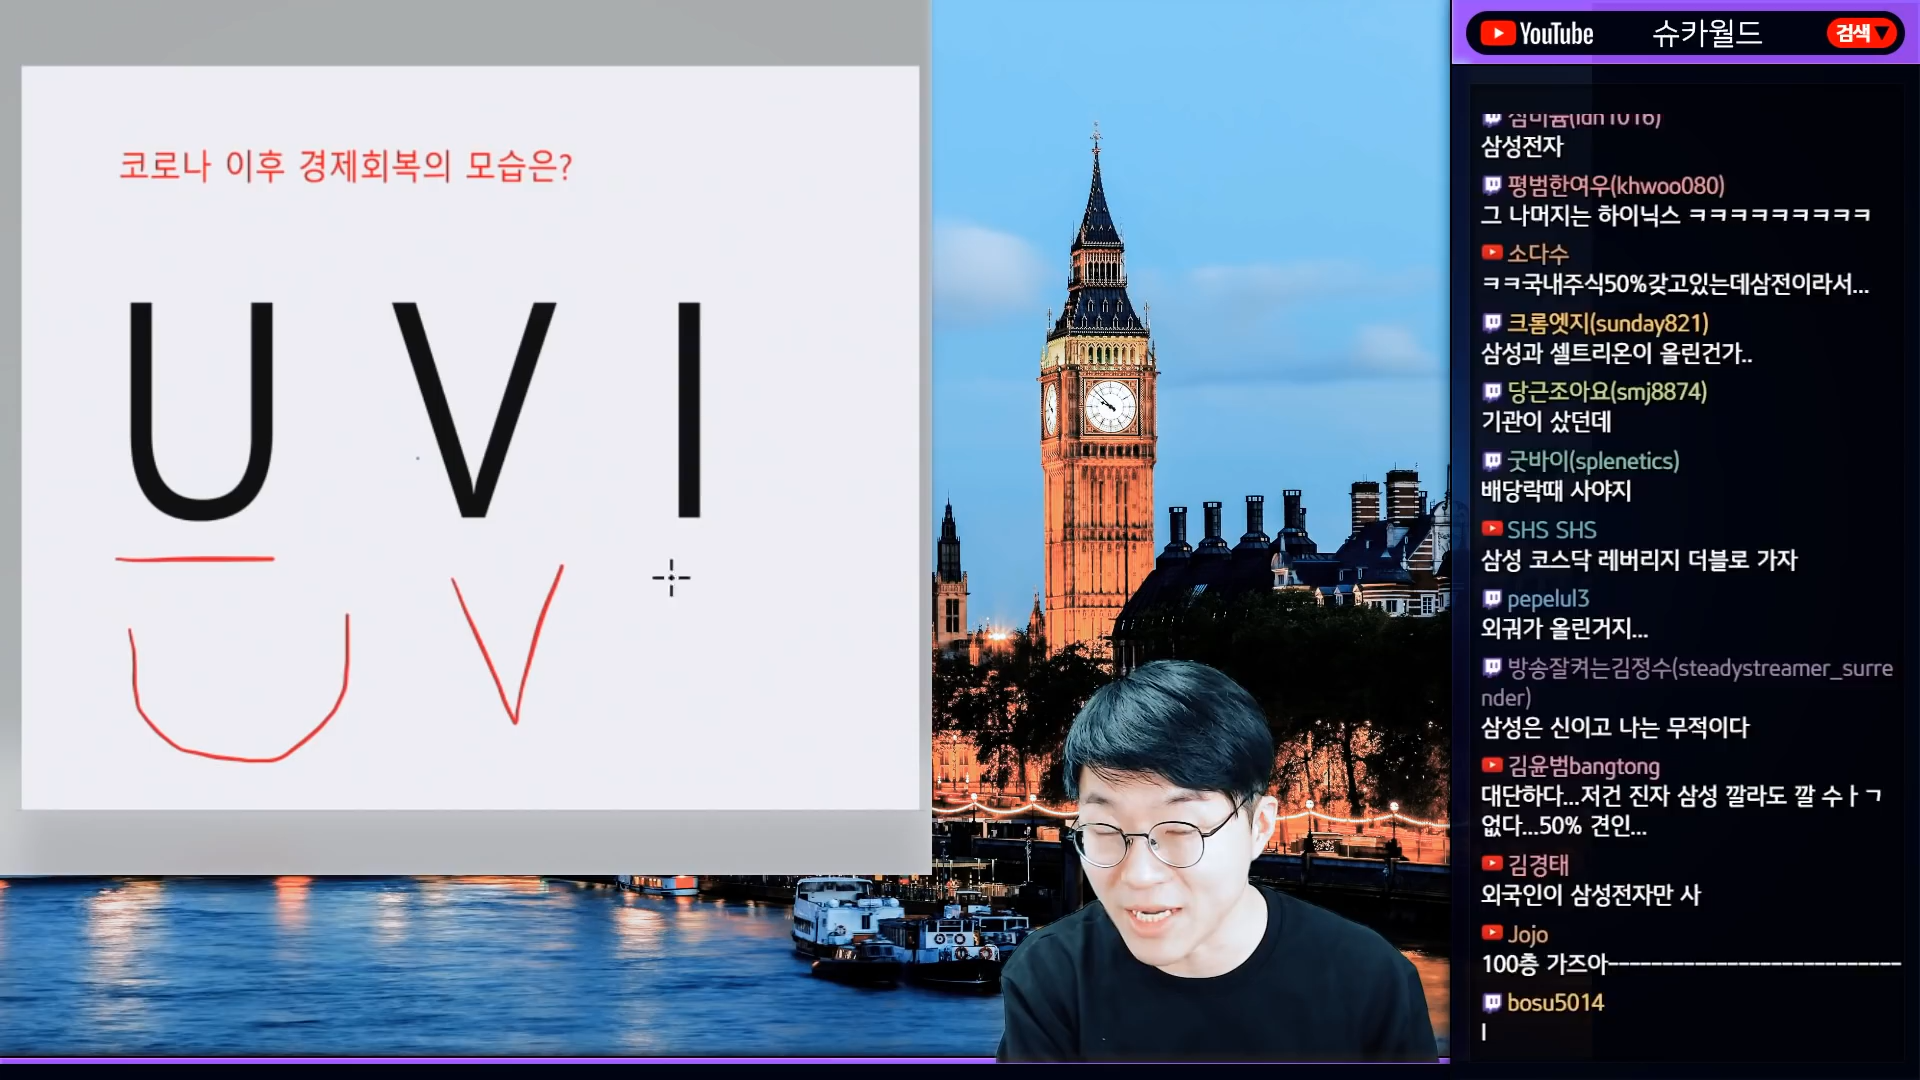 코로나 이후 경제회복의 모습은?
U V I
YouTube 슈카월드 검색▼
삼성전자
평범한여우(khwoo080)
그 나머지는 하이닉스 ㅋㅋㅋㅋㅋㅋㅋㅋㅋ
소다수
ㅋㅋ국내주식50%갖고있는데삼전이라서...
크롬엣지(sunday821)
삼성과 셀트리온이 올린건가..
당근조아요(smj8874)
기관이 샀던데
굿바이(splenetics)
배당락때 사야지
SHS SHS
삼성 코스닥 레버리지 더블로 가자
pepelul3
외궈가 올린거지...
방송잘켜는김정수(steadystreamer_surre
nder)
삼성은 신이고 나는 무적이다
김윤범bangtong
대단하다...저건 진자 삼성 깔라도 깔 수ㅏㄱ
없다...50% 견인...
김경태
외국인이 삼성전자만 사
Jojo
100층 가즈아---------------------------
bosu5014
l